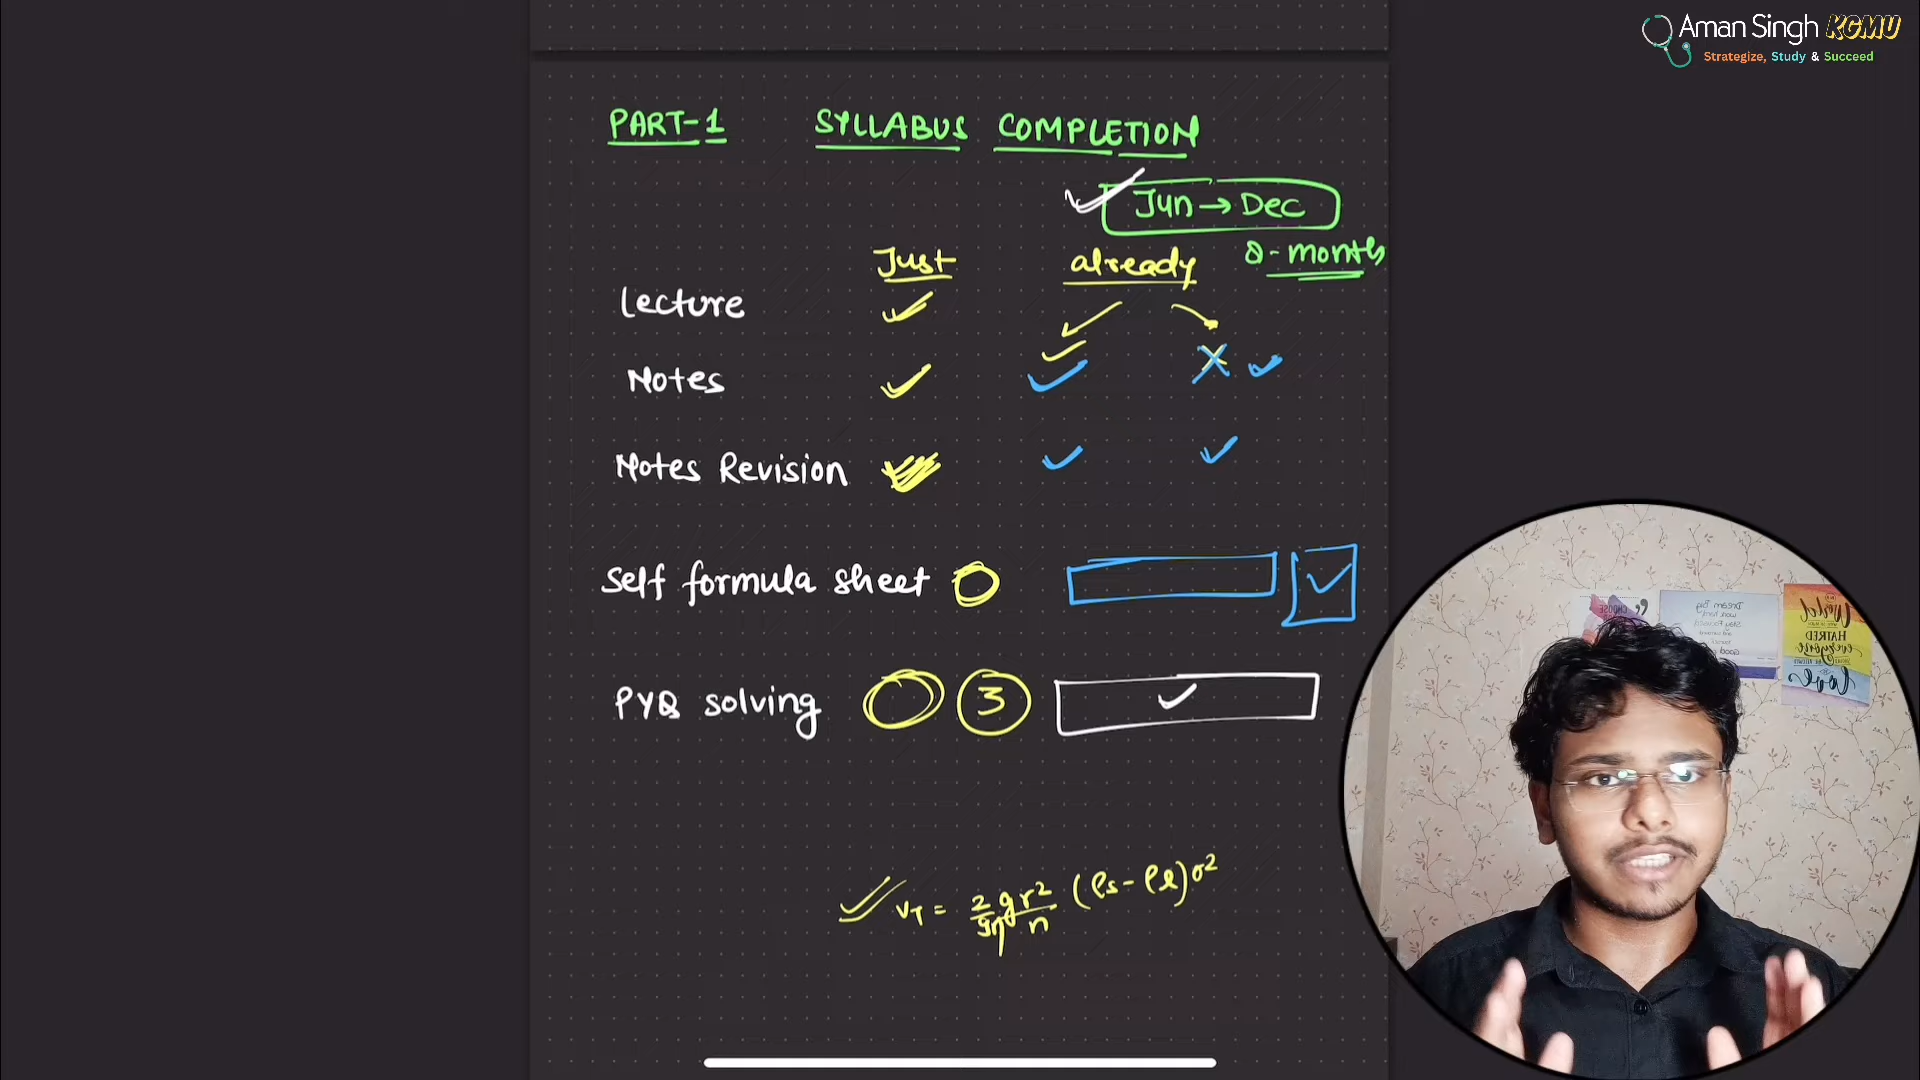 Aman Singh KGMU
Strategize, Study & Succeed
PART-1 SYLLABUS COMPLETION
Jun → Dec
8-month
Just already
Lecture
Notes
Notes Revision
Self formula sheet
PYQ solving 3